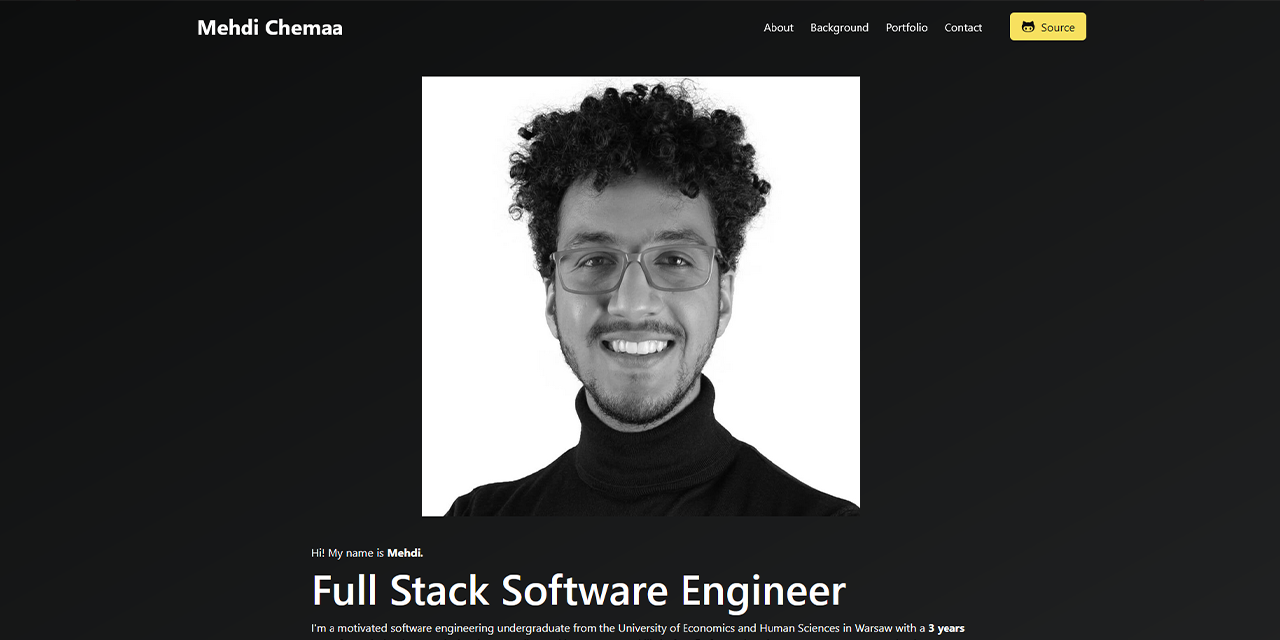 Mehdi Chemaa
About Background Portfolio Contact Source
Hi! My name is Mehdi.
Full Stack Software Engineer
I'm a motivated software engineering undergraduate from the University of Economics and Human Sciences in Warsaw with a 3 years